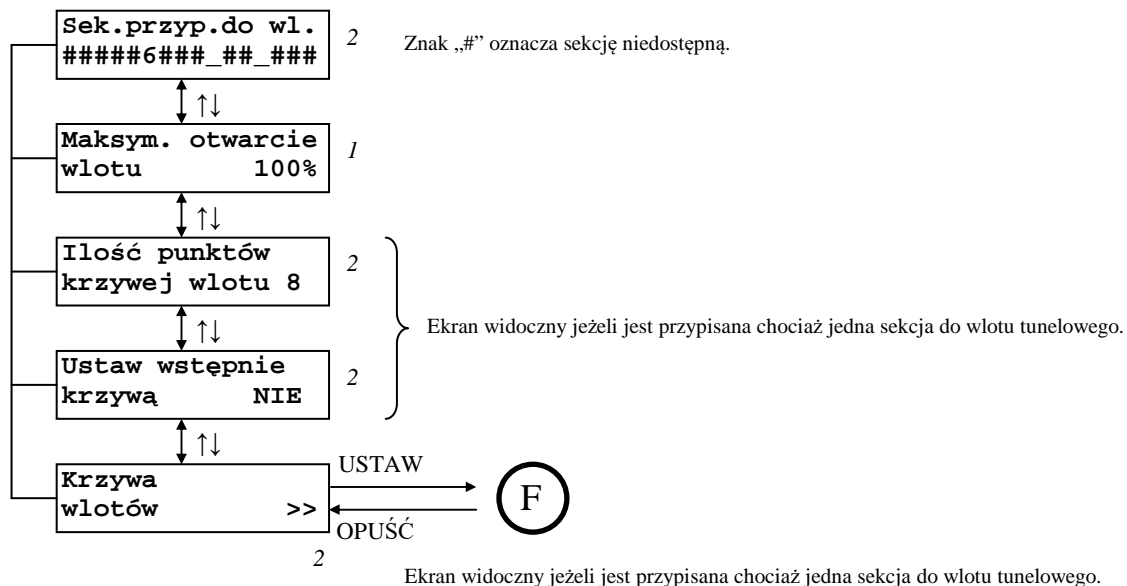 Sek.przyp.do wl.
#####6###_##_###
2
Znak „#” oznacza sekcję niedostępną.
↑↓
Maksym. otwarcie
wlotu 100%
1
↑↓
Ilość punktów
krzywej wlotu 8
2
Ekran widoczny jeżeli jest przypisana chociaż jedna sekcja do wlotu tunelowego.
↑↓
Ustaw wstępnie
krzywą NIE
2
↑↓
Krzywa
wlotów >>
USTAW
F
OPUŚĆ
2
Ekran widoczny jeżeli jest przypisana chociaż jedna sekcja do wlotu tunelowego.